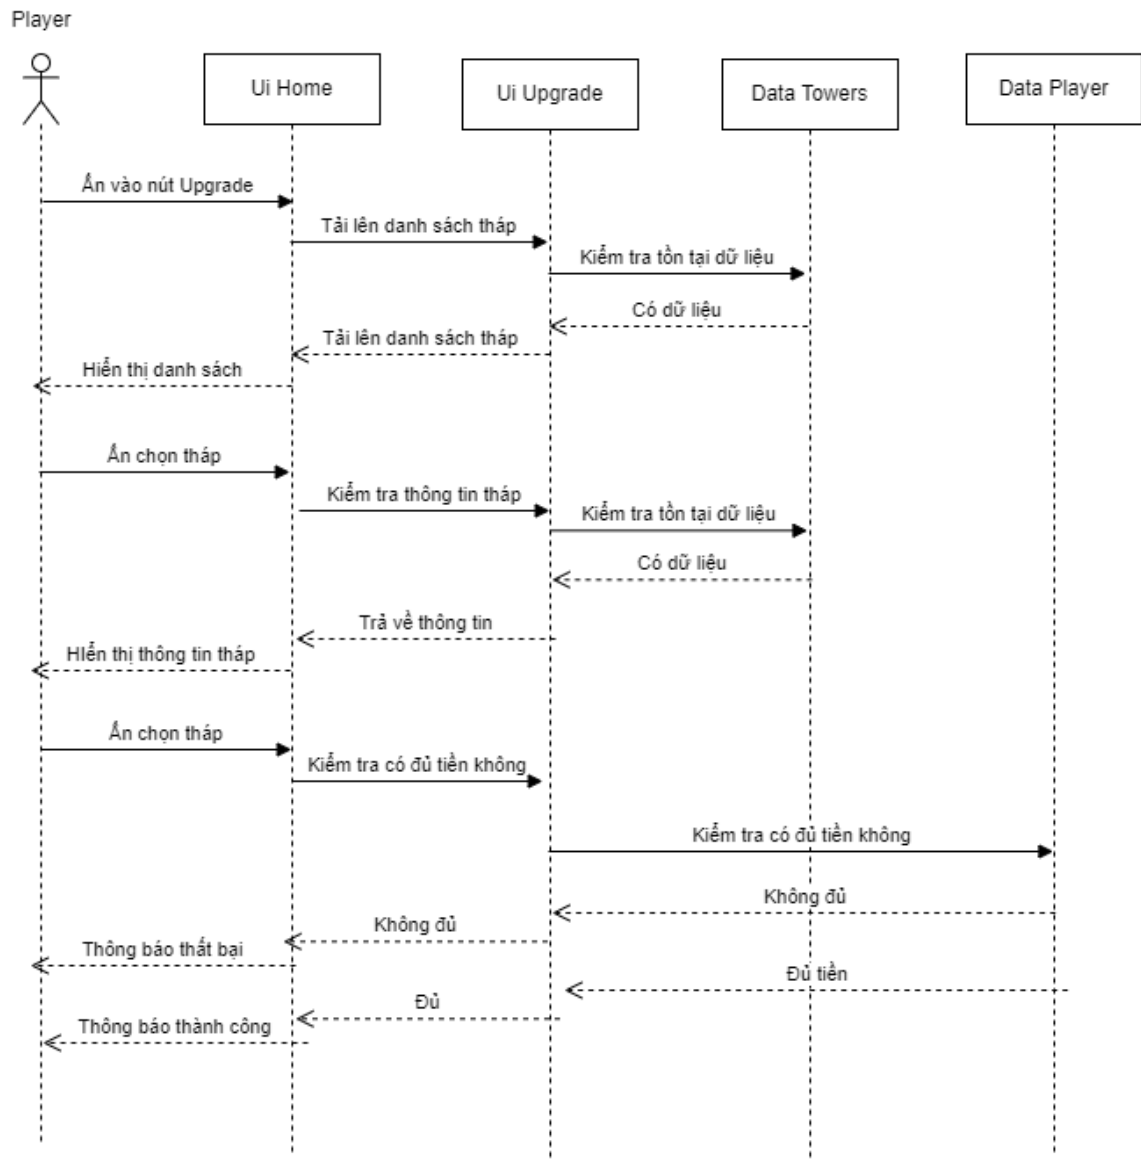 Player
Ui Home
Ui Upgrade
Data Towers
Data Player
Ấn vào nút Upgrade
Tải lên danh sách tháp
Kiểm tra tồn tại dữ liệu
Có dữ liệu
Tải lên danh sách tháp
Hiển thị danh sách
Ấn chọn tháp
Kiểm tra thông tin tháp
Kiểm tra tồn tại dữ liệu
Có dữ liệu
Trả về thông tin
HIển thị thông tin tháp
Ấn chọn tháp
Kiểm tra có đủ tiền không
Kiểm tra có đủ tiền không
Không đủ
Không đủ
Thông báo thất bại
Đủ tiền
Đủ
Thông báo thành công